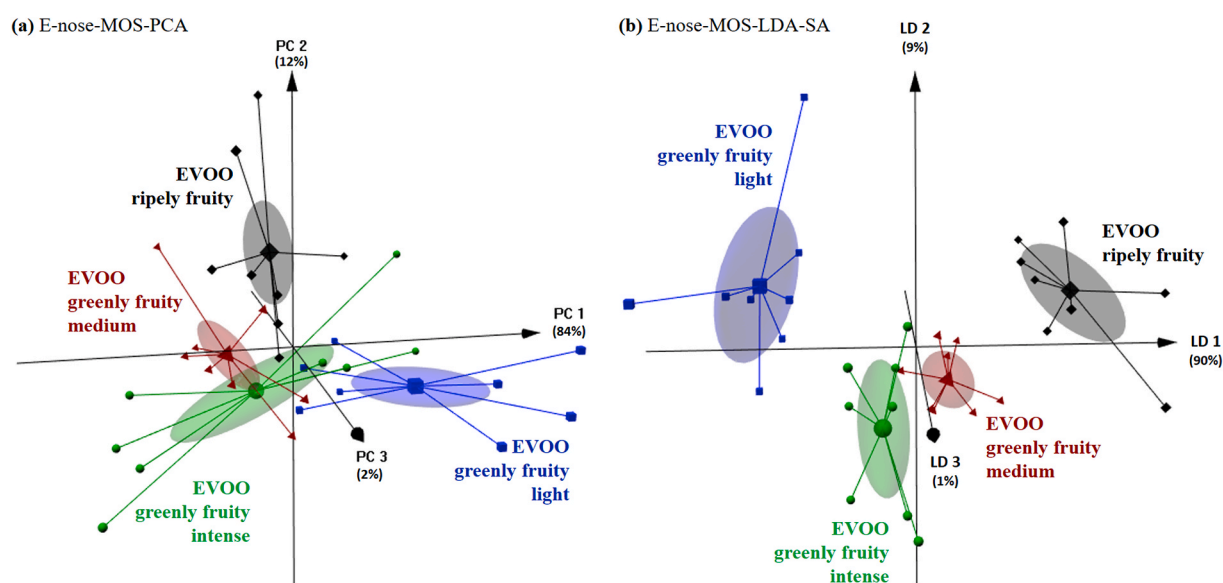 (a) E-nose-MOS-PCA
PC 2
(12%)
EVOO
ripely fruity
EVOO
greenly fruity
medium
PC 1
(84%)
PC 3
(2%)
EVOO
greenly fruity
light
EVOO
greenly fruity
intense
(b) E-nose-MOS-LDA-SA
LD 2
(9%)
EVOO
greenly fruity
light
EVOO
ripely fruity
LD 1
(90%)
EVOO
greenly fruity
medium
LD 3
(1%)
EVOO
greenly fruity
intense